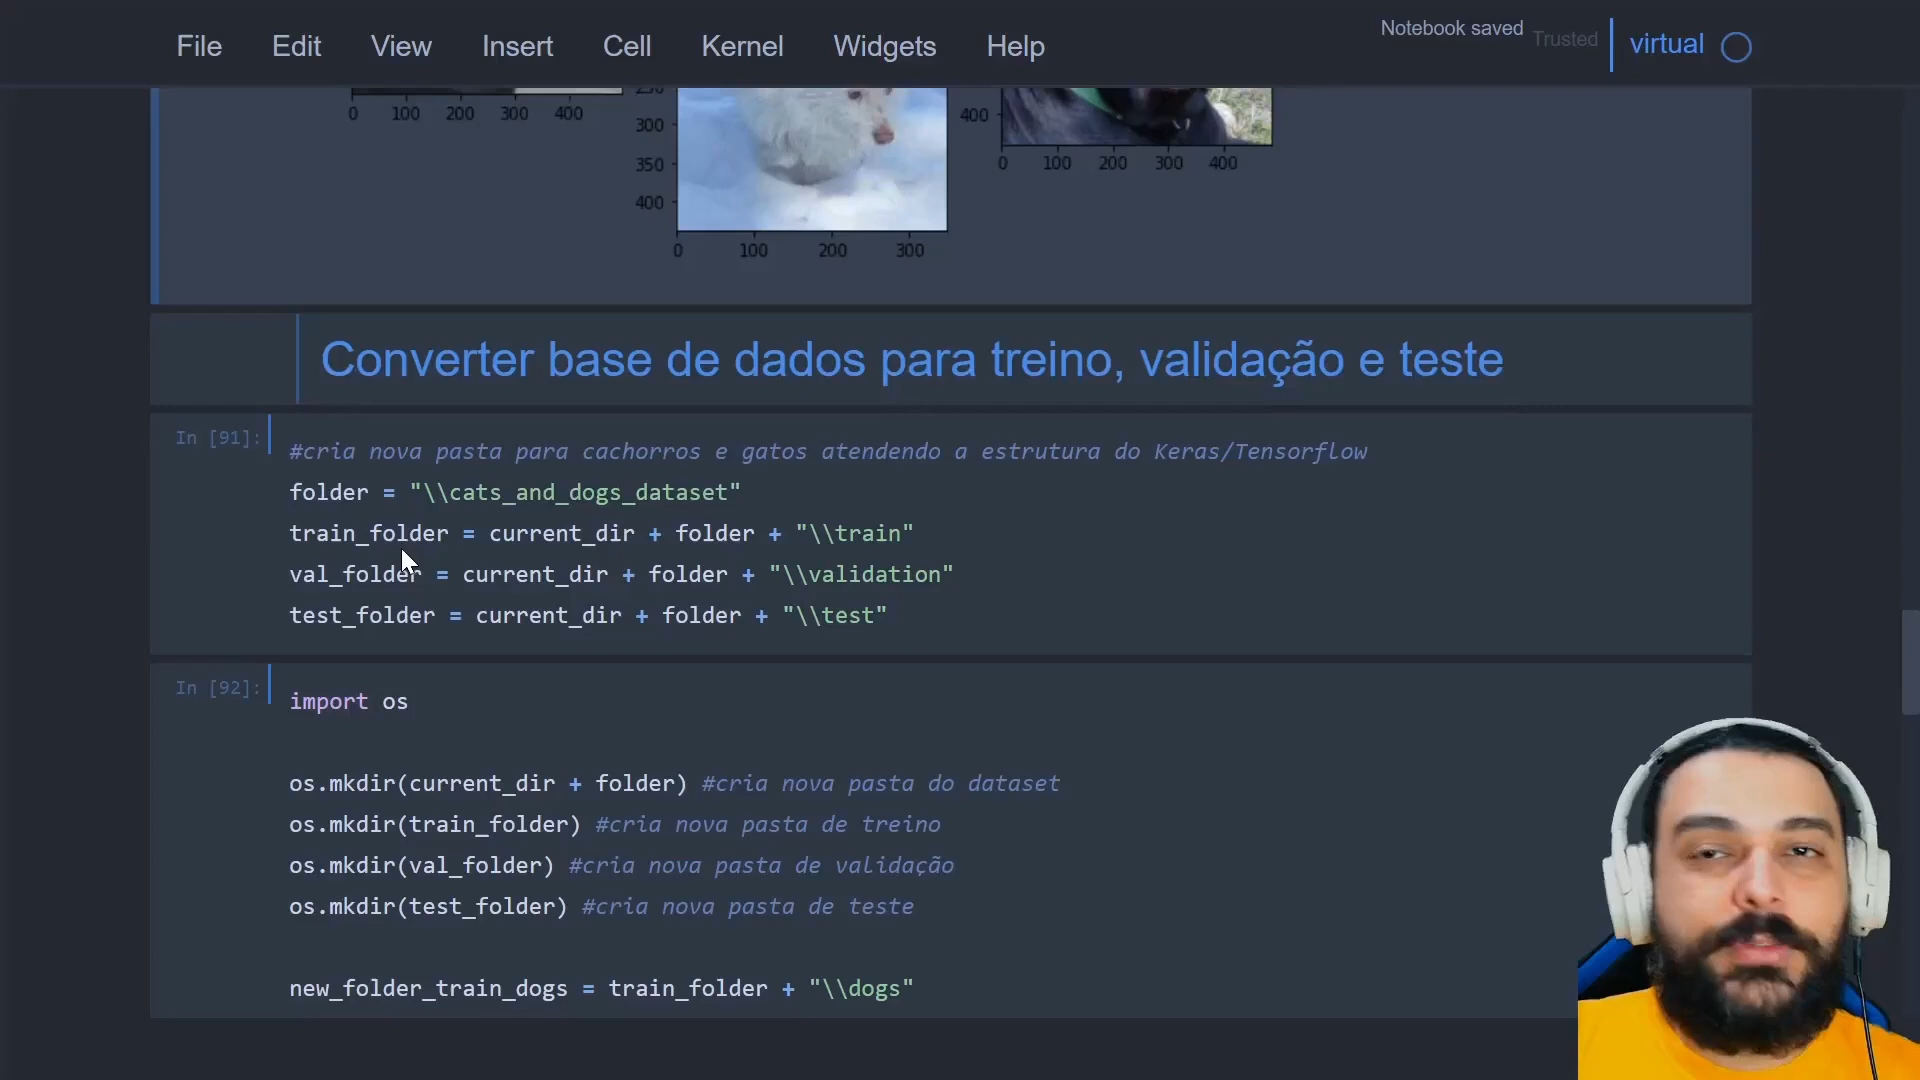 File Edit View Insert Cell Kernel Widgets Help
Notebook saved Trusted virtual
0 100 200 300 400
250
300
350
400
0 100 200 300
400
0 100 200 300 400
Converter base de dados para treino, validação e teste
In [91]:
#cria nova pasta para cachorros e gatos atendendo a estrutura do Keras/Tensorflow
folder = "\\cats_and_dogs_dataset"
train_folder = current_dir + folder + "\\train"
val_folder = current_dir + folder + "\\validation"
test_folder = current_dir + folder + "\\test"
In [92]:
import os
os.mkdir(current_dir + folder) #cria nova pasta do dataset
os.mkdir(train_folder) #cria nova pasta de treino
os.mkdir(val_folder) #cria nova pasta de validação
os.mkdir(test_folder) #cria nova pasta de teste
new_folder_train_dogs = train_folder + "\\dogs"